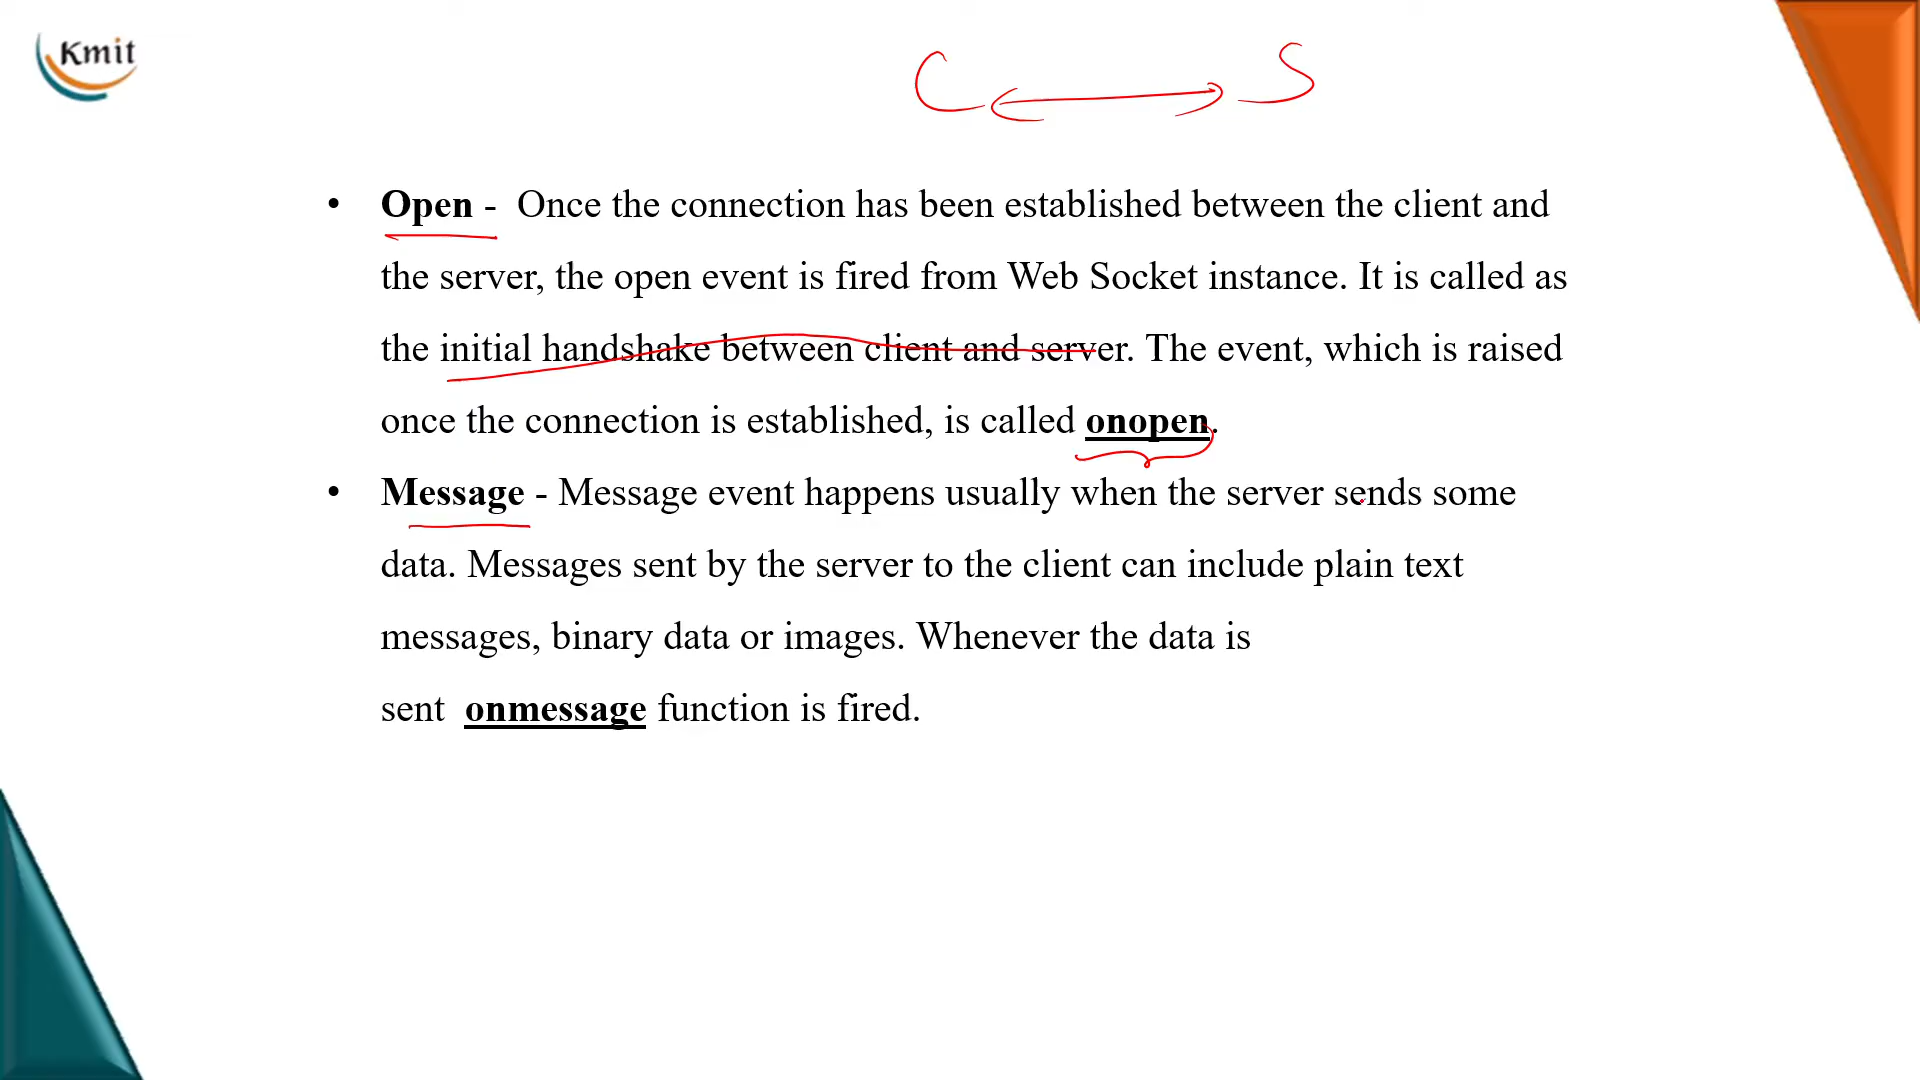 Kmit
C S
• Open - Once the connection has been established between the client and
the server, the open event is fired from Web Socket instance. It is called as
the initial handshake between client and server. The event, which is raised
once the connection is established, is called onopen.
• Message - Message event happens usually when the server sends some
data. Messages sent by the server to the client can include plain text
messages, binary data or images. Whenever the data is
sent onmessage function is fired.